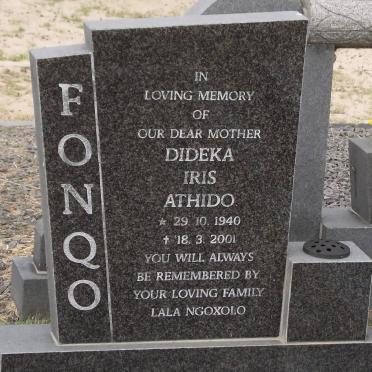 FONQO
IN
LOVING MEMORY
OF
OUR DEAR MOTHER
DIDEKA
IRIS
ATHIDO
* 29. 10. 1940
† 18. 3. 2001
YOU WILL ALWAYS
BE REMEMBERED BY
YOUR LOVING FAMILY
LALA NGOXOLO